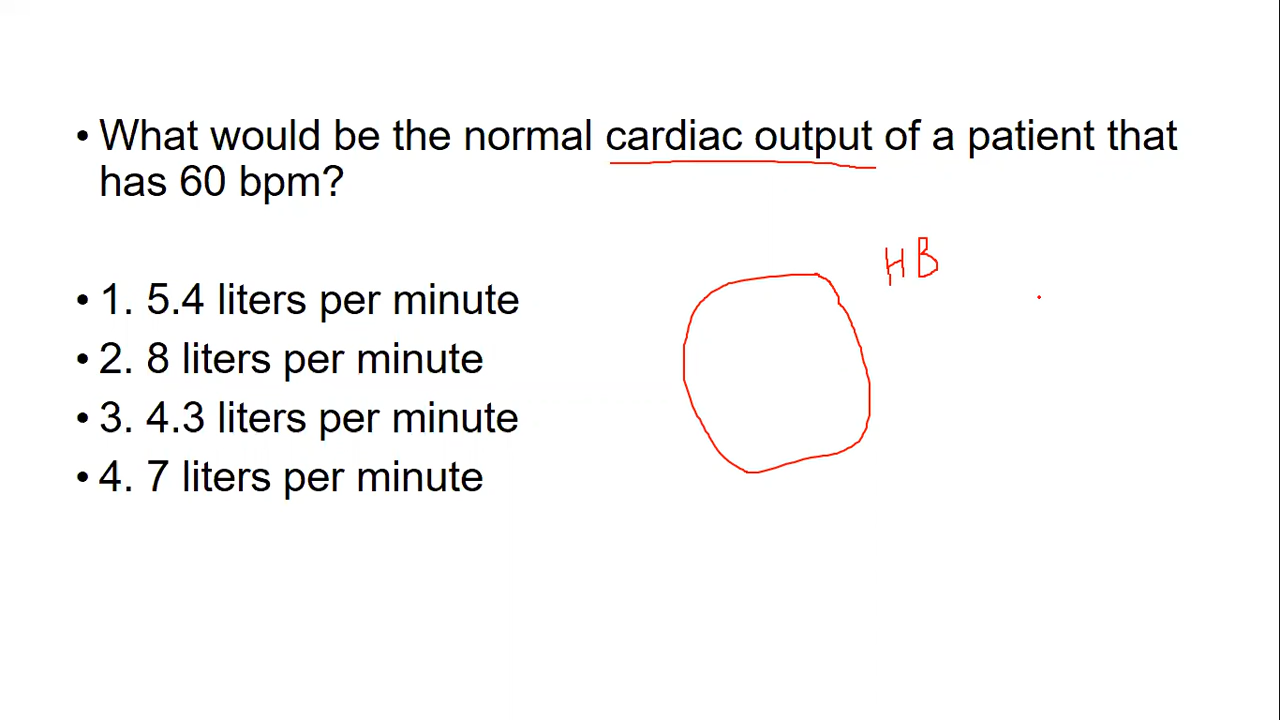 • What would be the normal cardiac output of a patient that
has 60 bpm?
HB
• 1. 5.4 liters per minute
• 2. 8 liters per minute
• 3. 4.3 liters per minute
• 4. 7 liters per minute